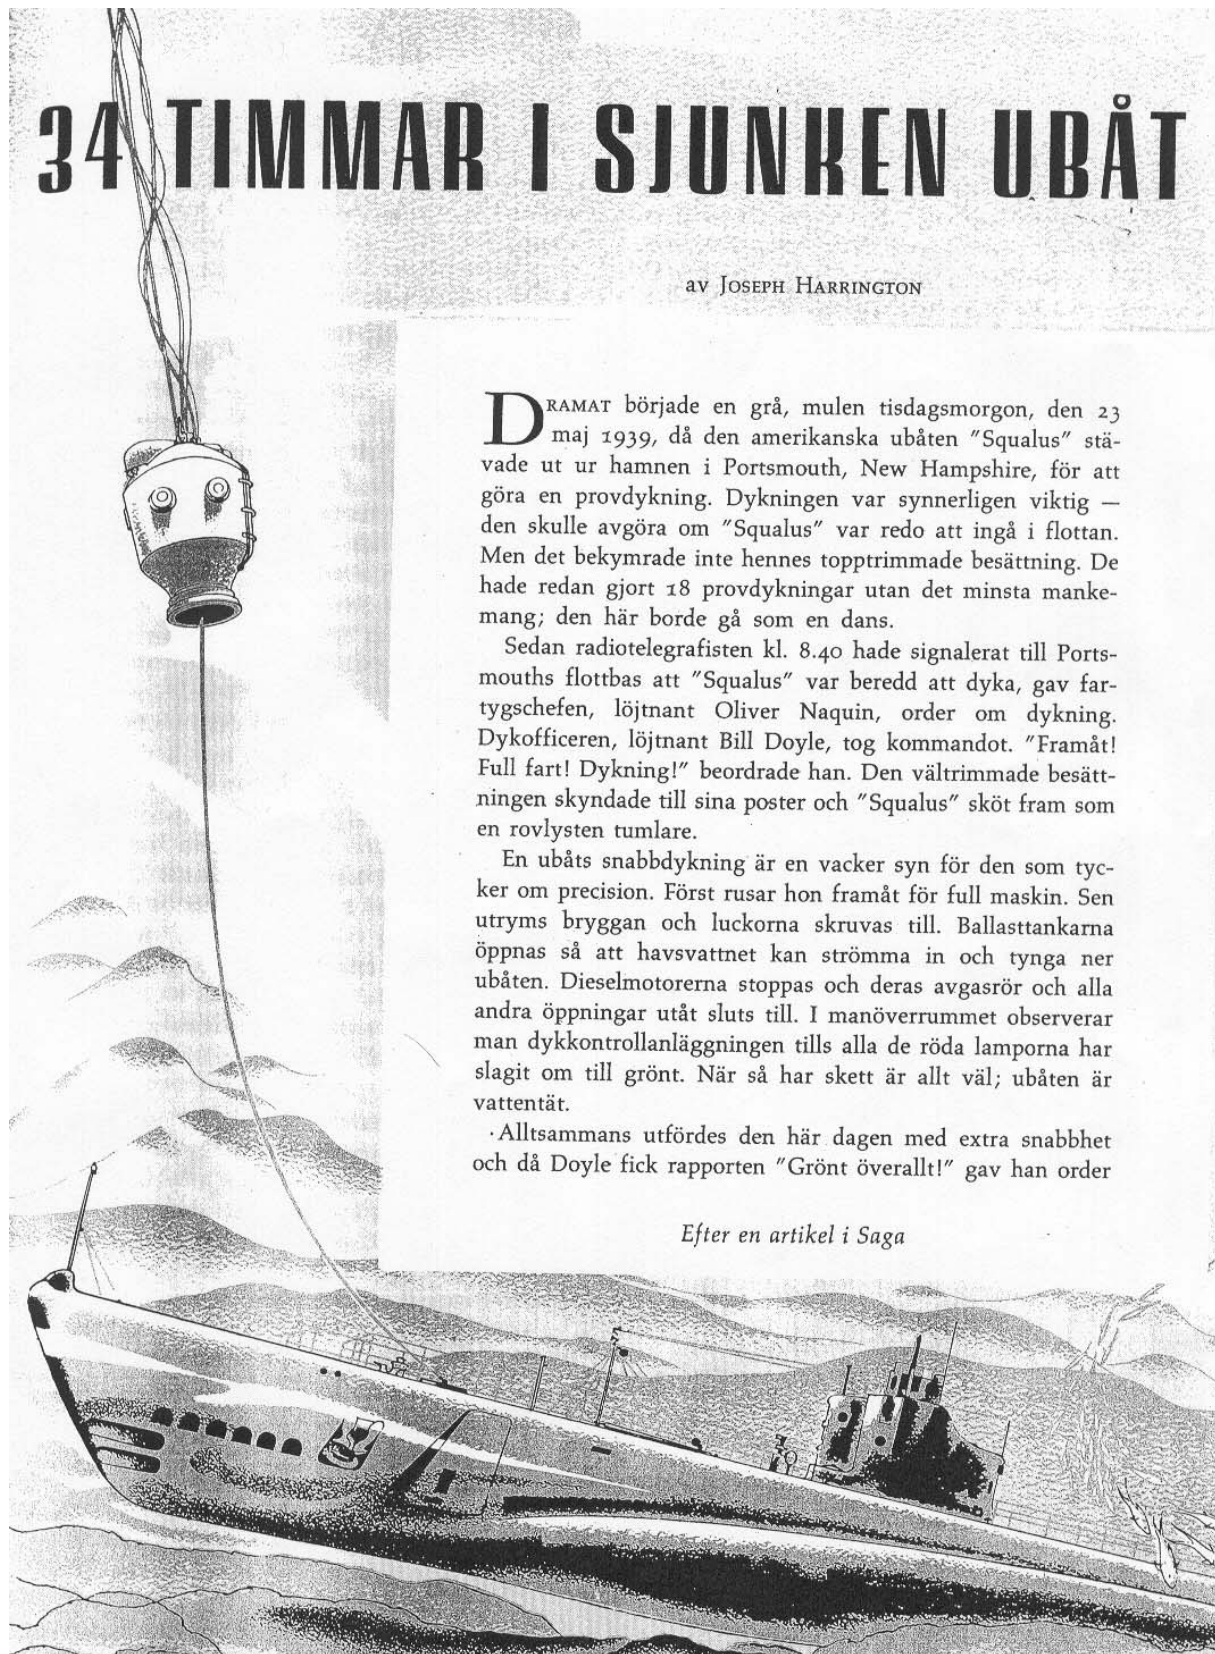 34 TIMMAR I SJUNKEN UBÅT
av JOSEPH HARRINGTON
DRAMAT började en grå, mulen tisdagsmorgon, den 23
maj 1939, då den amerikanska ubåten "Squalus" stä-
vade ut ur hamnen i Portsmouth, New Hampshire, för att
göra en provdykning. Dykningen var synnerligen viktig —
den skulle avgöra om "Squalus" var redo att ingå i flottan.
Men det bekymrade inte hennes topptrimmade besättning. De
hade redan gjort 18 provdykningar utan det minsta manke-
mang; den här borde gå som en dans.
Sedan radiotelegrafisten kl. 8.40 hade signalerat till Ports-
mouths flottbas att "Squalus" var beredd att dyka, gav far-
tygschefen, löjtnant Oliver Naquin, order om dykning.
Dykofficeren, löjtnant Bill Doyle, tog kommandot. "Framåt!
Full fart! Dykning!" beordrade han. Den vältrimmade besätt-
ningen skyndade till sina poster och "Squalus" sköt fram som
en rovlysten tumlare.
En ubåts snabbdykning är en vacker syn för den som tyc-
ker om precision. Först rusar hon framåt för full maskin. Sen
utryms bryggan och luckorna skruvas till. Ballasttankarna
öppnas så att havsvattnet kan strömma in och tynga ner
ubåten. Dieselmotorerna stoppas och deras avgasrör och alla
andra öppningar utåt sluts till. I manöverrummet observerar
man dykkontrollanläggningen tills alla de röda lamporna har
slagit om till grönt. När så har skett är allt väl; ubåten är
vattentät.
Alltsammans utfördes den här dagen med extra snabbhet
och då Doyle fick rapporten "Grönt överallt!" gav han order
Efter en artikel i Saga